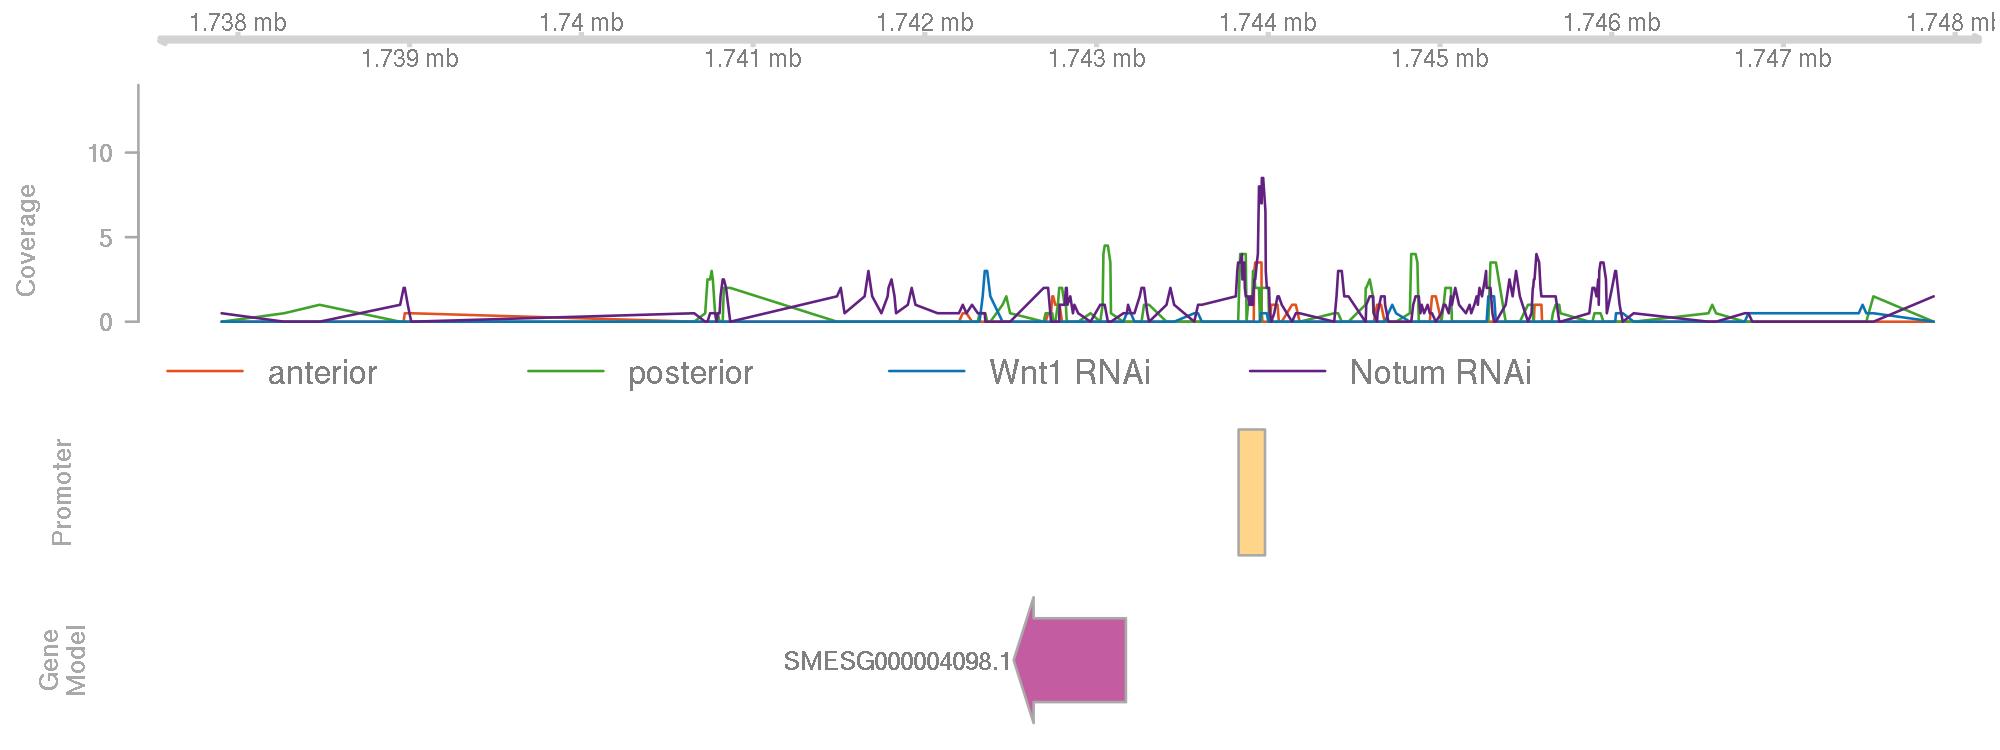 1.738 mb 1.74 mb 1.742 mb 1.744 mb 1.746 mb 1.748 mb
1.739 mb 1.741 mb 1.743 mb 1.745 mb 1.747 mb
Coverage
10
5
0
anterior posterior Wnt1 RNAi Notum RNAi
Promoter
Gene
Model
SMESG000004098.1